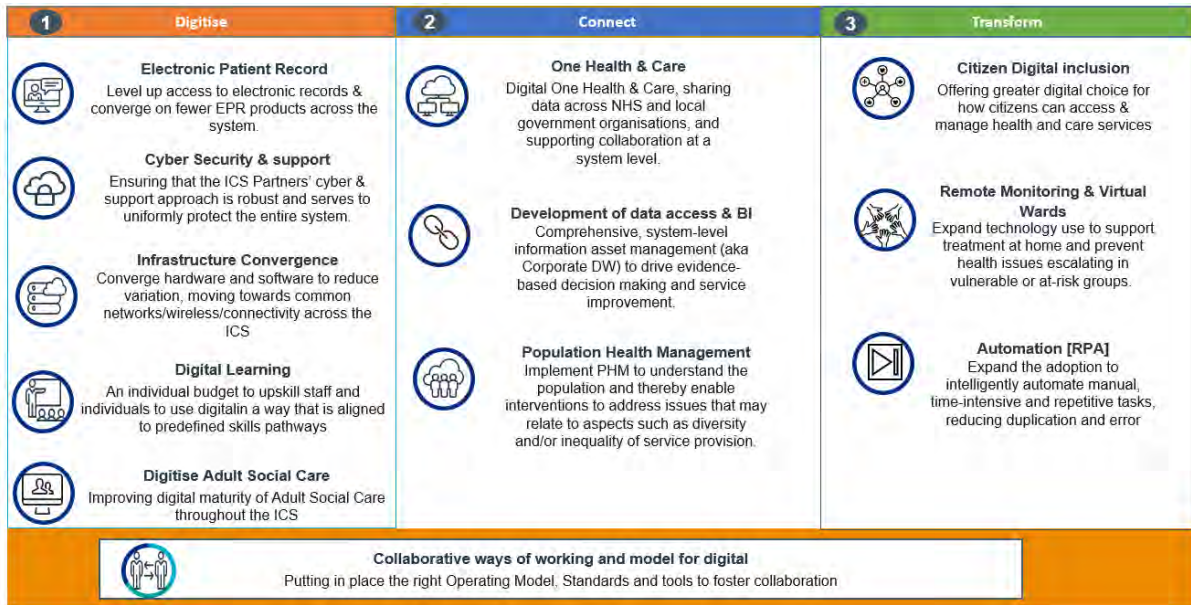 1 Digitise
Electronic Patient Record
Level up access to electronic records &
converge on fewer EPR products across the
system.
Cyber Security & support
Ensuring that the ICS Partners' cyber &
support approach is robust and serves to
uniformly protect the entire system.
Infrastructure Convergence
Converge hardware and software to reduce
variation, moving towards common
networks/wireless/connectivity across the
ICS
Digital Learning
An individual budget to upskill staff and
individuals to use digitalin a way that is aligned
to predefined skills pathways
Digitise Adult Social Care
Improving digital maturity of Adult Social Care
throughout the ICS
2 Connect
One Health & Care
Digital One Health & Care, sharing
data across NHS and local
government organisations, and
supporting collaboration at a
system level.
Development of data access & BI
Comprehensive, system-level
information asset management (aka
Corporate DW) to drive evidence-
based decision making and service
improvement.
Population Health Management
Implement PHM to understand the
population and thereby enable
interventions to address issues that may
relate to aspects such as diversity
and/or inequality of service provision.
3 Transform
Citizen Digital inclusion
Offering greater digital choice for
how citizens can access &
manage health and care services
Remote Monitoring & Virtual
Wards
Expand technology use to support
treatment at home and prevent
health issues escalating in
vulnerable or at-risk groups.
Automation [RPA]
Expand the adoption to
intelligently automate manual,
time-intensive and repetitive tasks,
reducing duplication and error
Collaborative ways of working and model for digital
Putting in place the right Operating Model, Standards and tools to foster collaboration